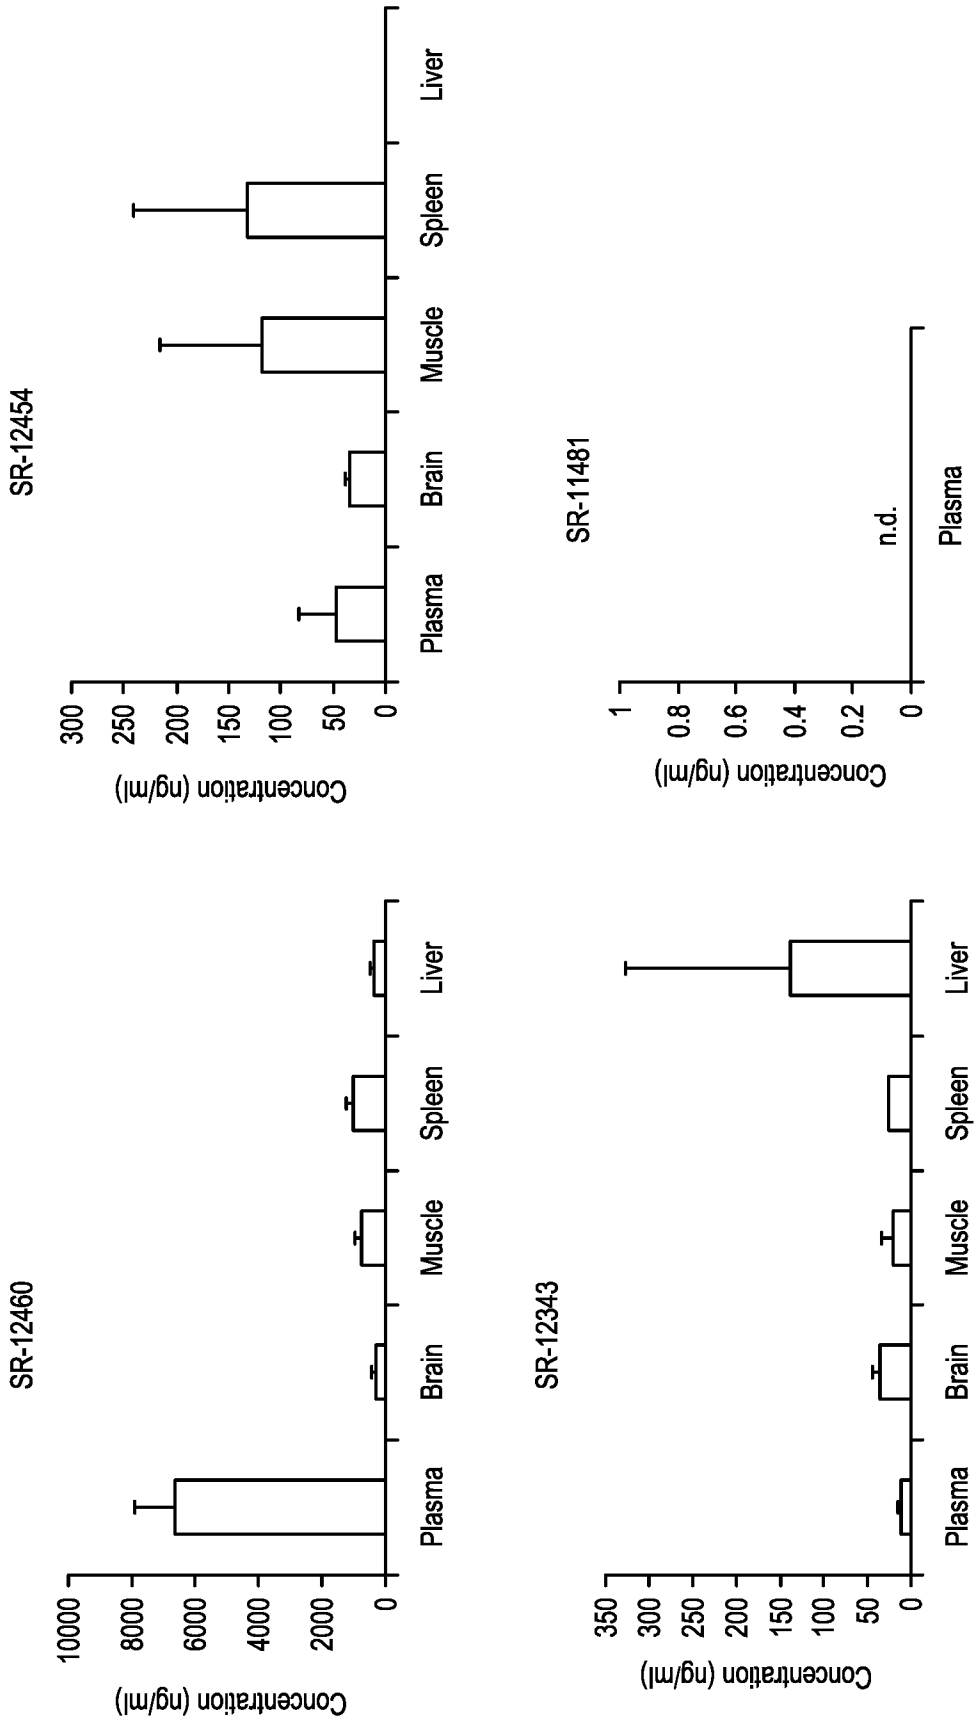 SR-12460
Concentration (ng/ml)
10000
8000
6000
4000
2000
0
Plasma
Brain
Muscle
Spleen
Liver
SR-12454
Concentration (ng/ml)
300
250
200
150
100
50
0
Plasma
Brain
Muscle
Spleen
Liver
SR-12343
Concentration (ng/ml)
350
300
250
200
150
100
50
0
Plasma
Brain
Muscle
Spleen
Liver
SR-11481
Concentration (ng/ml)
1
0.8
0.6
0.4
0.2
0
n.d.
Plasma